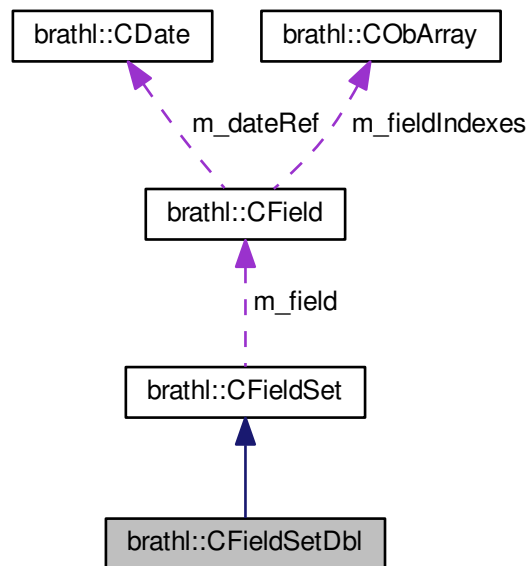 brathl::CDate
brathl::CObArray
m_dateRef
m_fieldIndexes
brathl::CField
m_field
brathl::CFieldSet
brathl::CFieldSetDbl